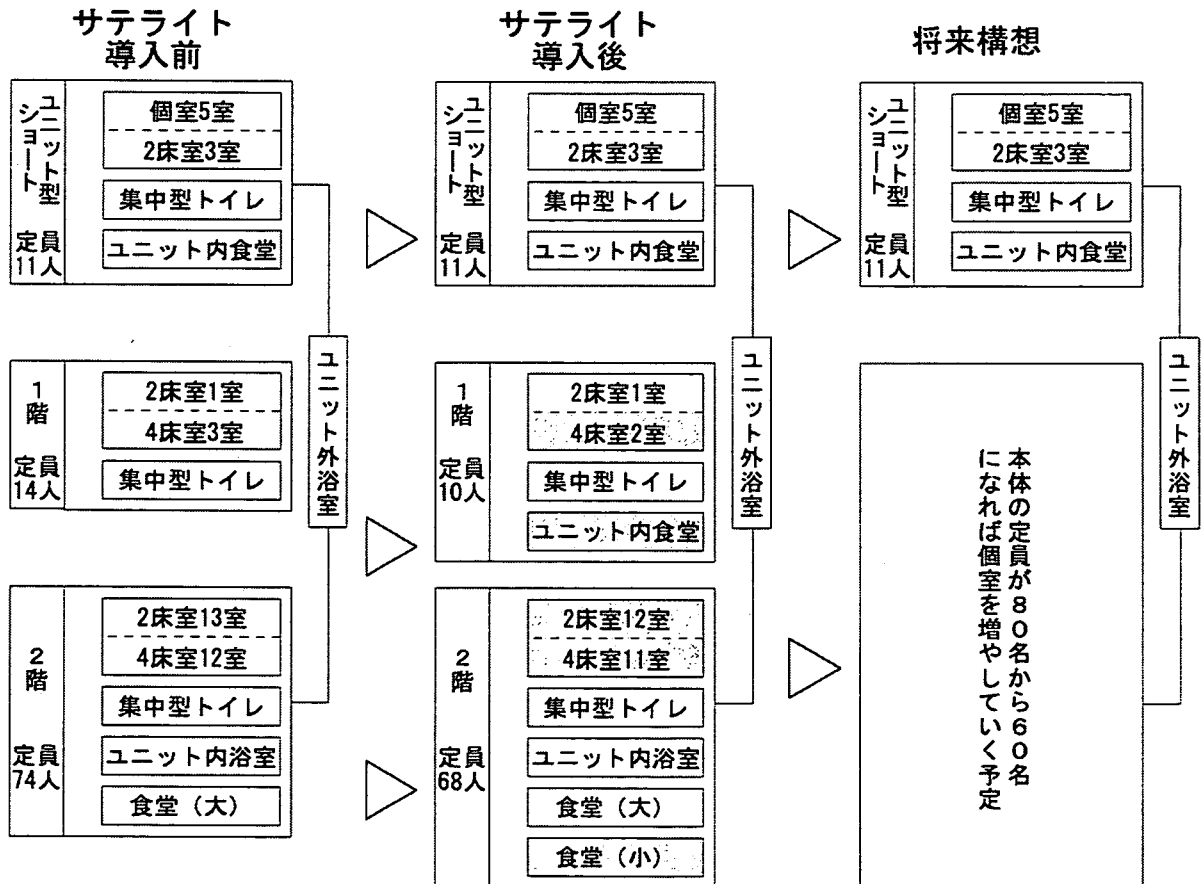 サテライト
導入前
ユニット型
ショート
定員
11人
個室5室
2床室3室
集中型トイレ
ユニット内食堂
1階
定員
14人
2床室1室
4床室3室
集中型トイレ
2階
定員
74人
2床室13室
4床室12室
集中型トイレ
ユニット内浴室
食堂（大）
ユニット外浴室
サテライト
導入後
ユニット型
ショート
定員
11人
個室5室
2床室3室
集中型トイレ
ユニット内食堂
1階
定員
10人
2床室1室
4床室2室
集中型トイレ
ユニット内食堂
2階
定員
68人
2床室12室
4床室11室
集中型トイレ
ユニット内浴室
食堂（大）
食堂（小）
ユニット外浴室
将来構想
ユニット型
ショート
定員
11人
個室5室
2床室3室
集中型トイレ
ユニット内食堂
本体の定員が８０名から６０名
になれば個室を増やしていく予定
ユニット外浴室